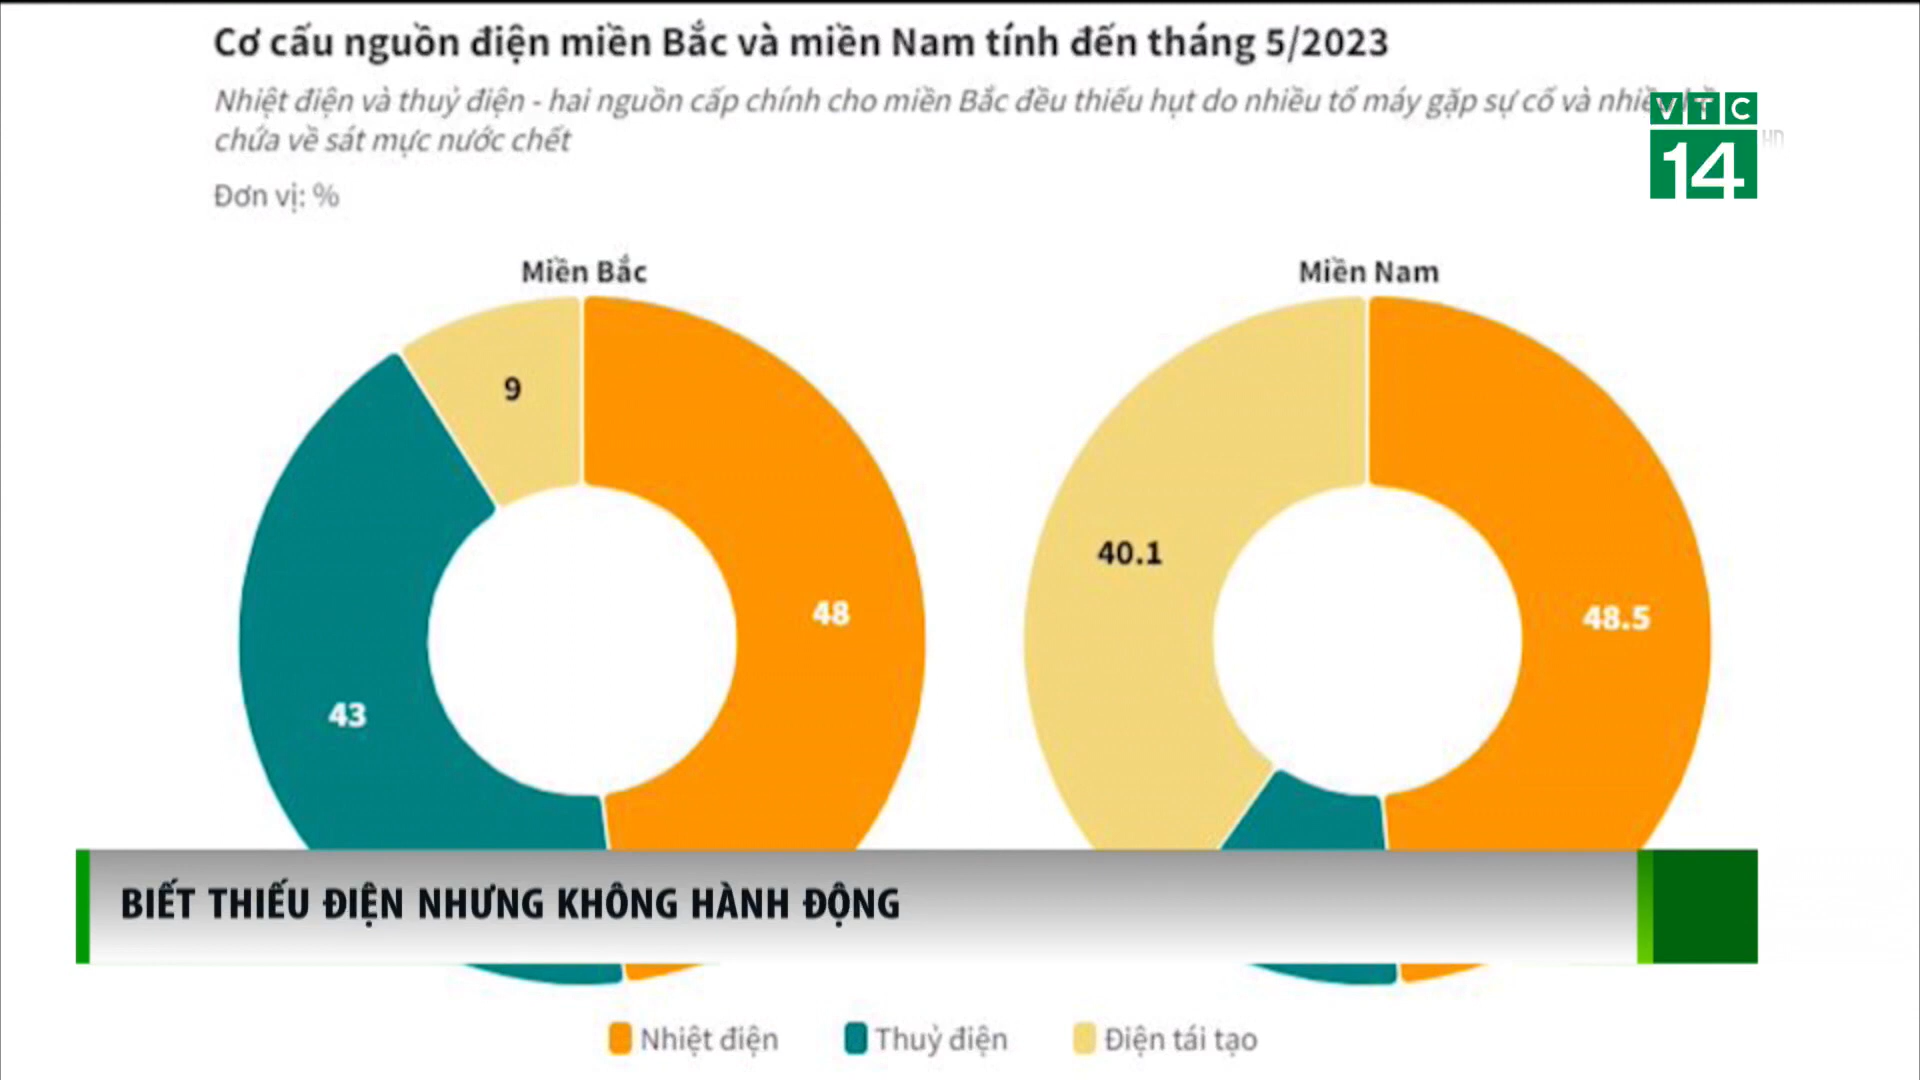 Cơ cấu nguồn điện miền Bắc và miền Nam tính đến tháng 5/2023
Nhiệt điện và thuỷ điện - hai nguồn cấp chính cho miền Bắc đều thiếu hụt do nhiều tổ máy gặp sự cố và
chứa về sát mực nước chết
VTC
14
Đơn vị: %
Miền Bắc
Miền Nam
9
48
43
40.1
48.5
BIẾT THIẾU ĐIỆN NHƯNG KHÔNG HÀNH ĐỘNG
Nhiệt điện
Thuỷ điện
Điện tái tạo